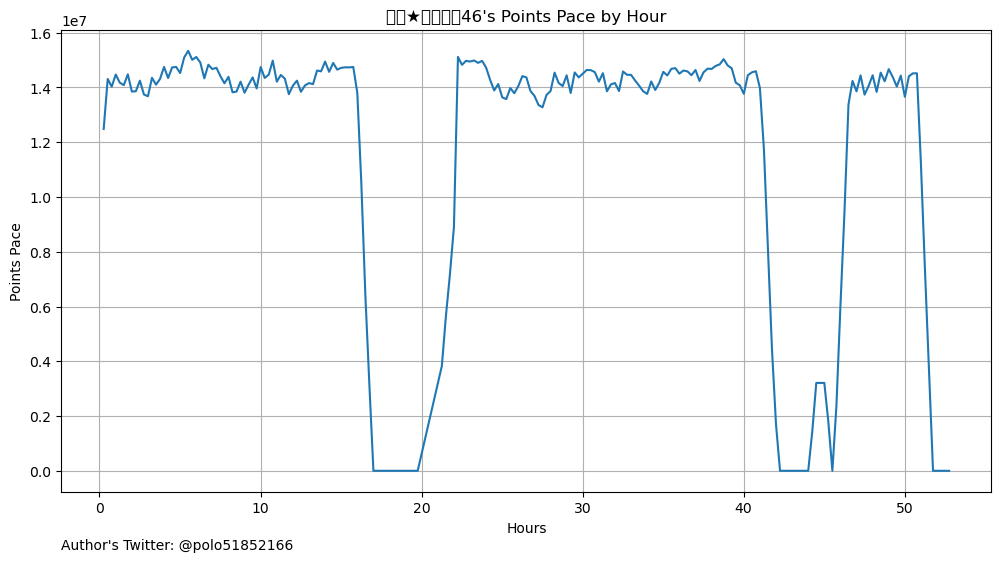 ★46's Points Pace by Hour
1e7
1.6
1.4
1.2
1.0
0.8
0.6
0.4
0.2
0.0
Points Pace
0 10 20 30 40 50
Hours
Author's Twitter: @polo51852166